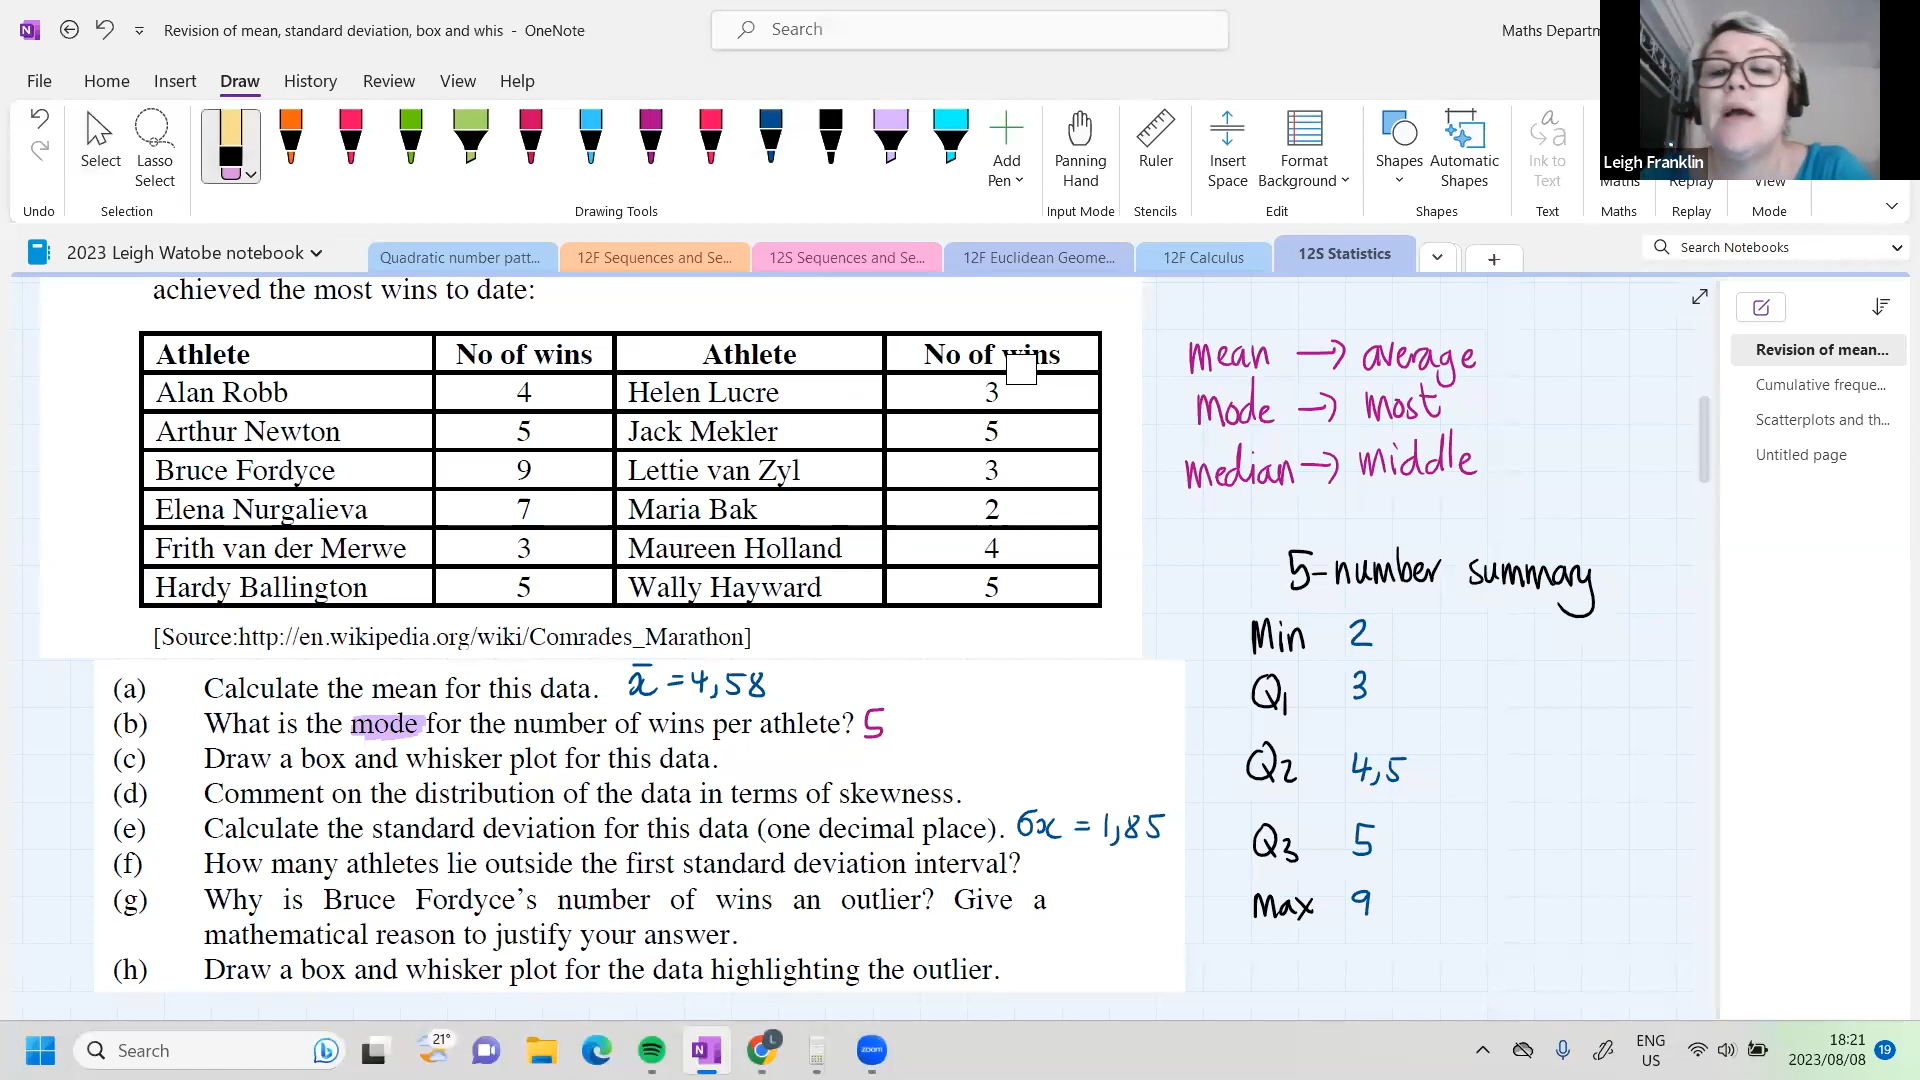 Revision of mean, standard deviation, box and whis - OneNote
Search
Maths Departm
File Home Insert Draw History Review View Help
Undo
Select
Lasso Select
Selection
Drawing Tools
Add Pen
Panning Hand
Input Mode
Ruler
Stencils
Insert Space
Format Background
Edit
Shapes
Automatic Shapes
Shapes
Ink to Text
Text
Maths
Maths
Replay
Replay
View
Mode
Leigh Franklin
2023 Leigh Watobe notebook
Quadratic number patt...
12F Sequences and Se...
12S Sequences and Se...
12F Euclidean Geome...
12F Calculus
12S Statistics
Search Notebooks
Revision of mean...
Cumulative freque...
Scatterplots and th...
Untitled page
achieved the most wins to date:
Athlete No of wins Athlete No of wins
Alan Robb 4 Helen Lucre 3
Arthur Newton 5 Jack Mekler 5
Bruce Fordyce 9 Lettie van Zyl 3
Elena Nurgalieva 7 Maria Bak 2
Frith van der Merwe 3 Maureen Holland 4
Hardy Ballington 5 Wally Hayward 5
[Source:http://en.wikipedia.org/wiki/Comrades_Marathon]
(a) Calculate the mean for this data. x̄ = 4,58
(b) What is the mode for the number of wins per athlete? 5
(c) Draw a box and whisker plot for this data.
(d) Comment on the distribution of the data in terms of skewness.
(e) Calculate the standard deviation for this data (one decimal place). σx = 1,85
(f) How many athletes lie outside the first standard deviation interval?
(g) Why is Bruce Fordyce's number of wins an outlier? Give a
mathematical reason to justify your answer.
(h) Draw a box and whisker plot for the data highlighting the outlier.
mean → average
mode → most
median → middle
5-number summary
Min 2
Q1 3
Q2 4,5
Q3 5
Max 9
Search
21°
zoom
L
ENG
US
18:21
2023/08/08
19